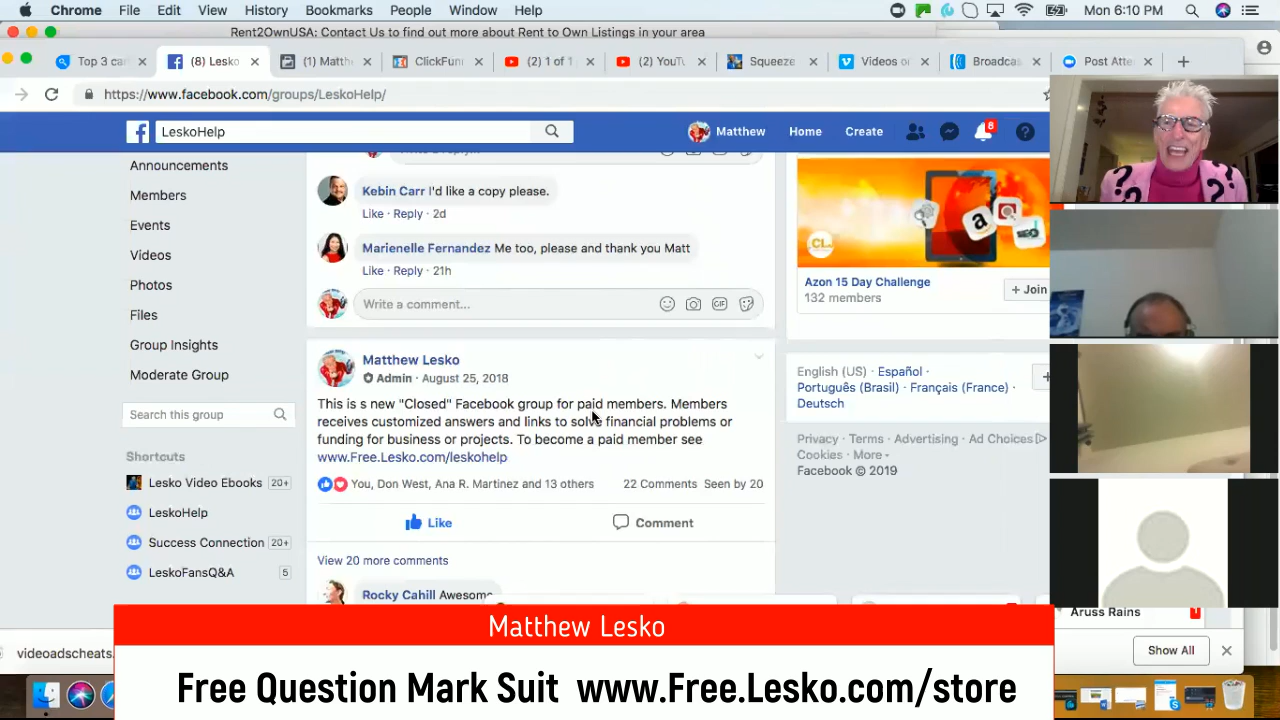 Chrome File Edit View History Bookmarks People Window Help
Mon 6:10 PM
Rent2OwnUSA: Contact Us to find out more about Rent to Own Listings in your area
Top 3 ca
(8) Lesko
(1) Matth
ClickFun
(2) 1 of 1
(2) YouTu
Squeeze
Videos o
Broadcas
Post Atte
https://www.facebook.com/groups/LeskoHelp/
LeskoHelp
Matthew Home Create
8
Announcements
Members
Events
Videos
Photos
Files
Group Insights
Moderate Group
Search this group
Shortcuts
Lesko Video Ebooks 20+
LeskoHelp
Success Connection 20+
LeskoFansQ&A 5
Kebin Carr I'd like a copy please.
Like · Reply · 2d
Marienelle Fernandez Me too, please and thank you Matt
Like · Reply · 21h
Write a comment...
GIF
Matthew Lesko
Admin · August 25, 2018
This is s new "Closed" Facebook group for paid members. Members
receives customized answers and links to solve financial problems or
funding for business or projects. To become a paid member see
www.Free.Lesko.com/leskohelp
You, Don West, Ana R. Martinez and 13 others 22 Comments Seen by 20
Like Comment
View 20 more comments
Rocky Cahill Awesome
CL
a
SEO
Azon 15 Day Challenge
132 members
+ Join
English (US) · Español ·
Português (Brasil) · Français (France) ·
Deutsch
Privacy · Terms · Advertising · Ad Choices
Cookies · More
Facebook © 2019
Aruss Rains 1
videoadscheats.
Show All
Matthew Lesko
Free Question Mark Suit www.Free.Lesko.com/store